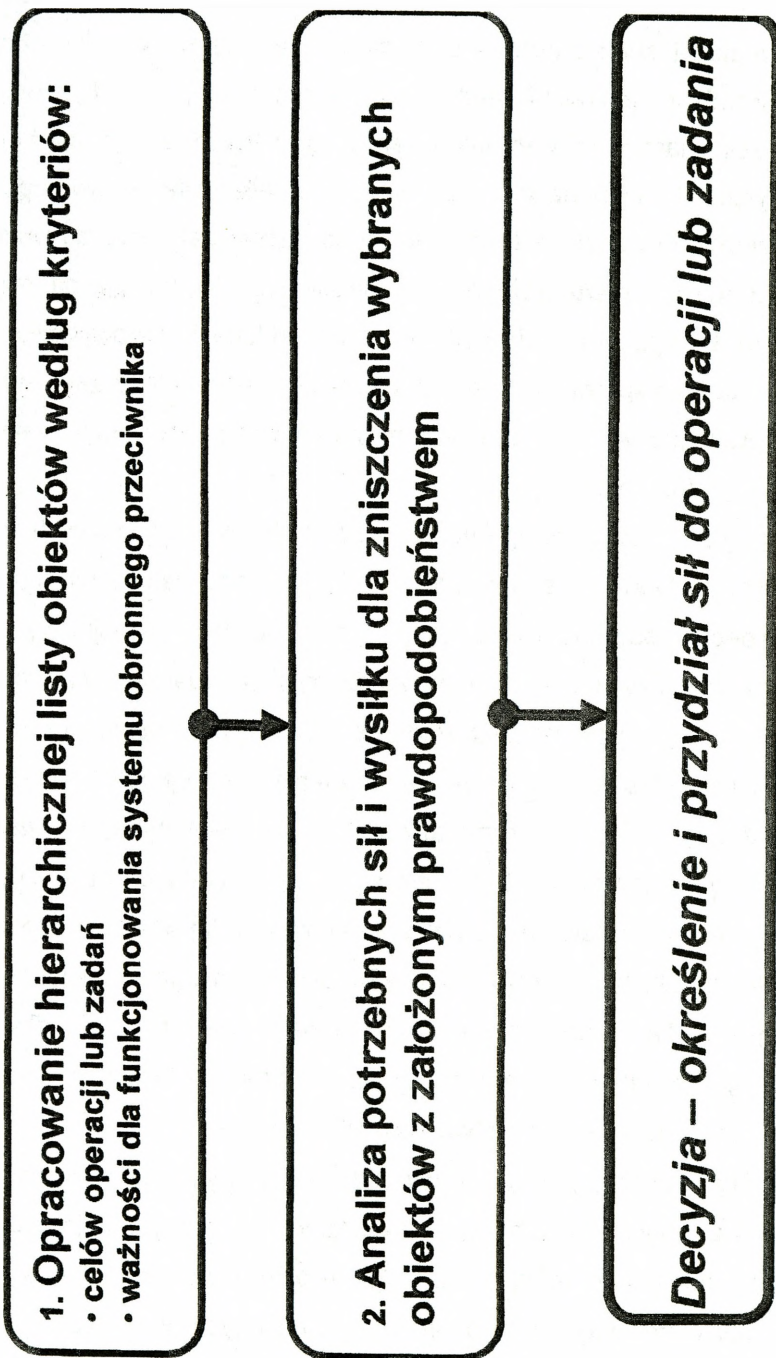 1. Opracowanie hierarchicznej listy obiektów według kryteriów:
• celów operacji lub zadań
• ważności dla funkcjonowania systemu obronnego przeciwnika
2. Analiza potrzebnych sił i wysiłku dla zniszczenia wybranych
obiektów z założonym prawdopodobieństwem
Decyzja – określenie i przydział sił do operacji lub zadania